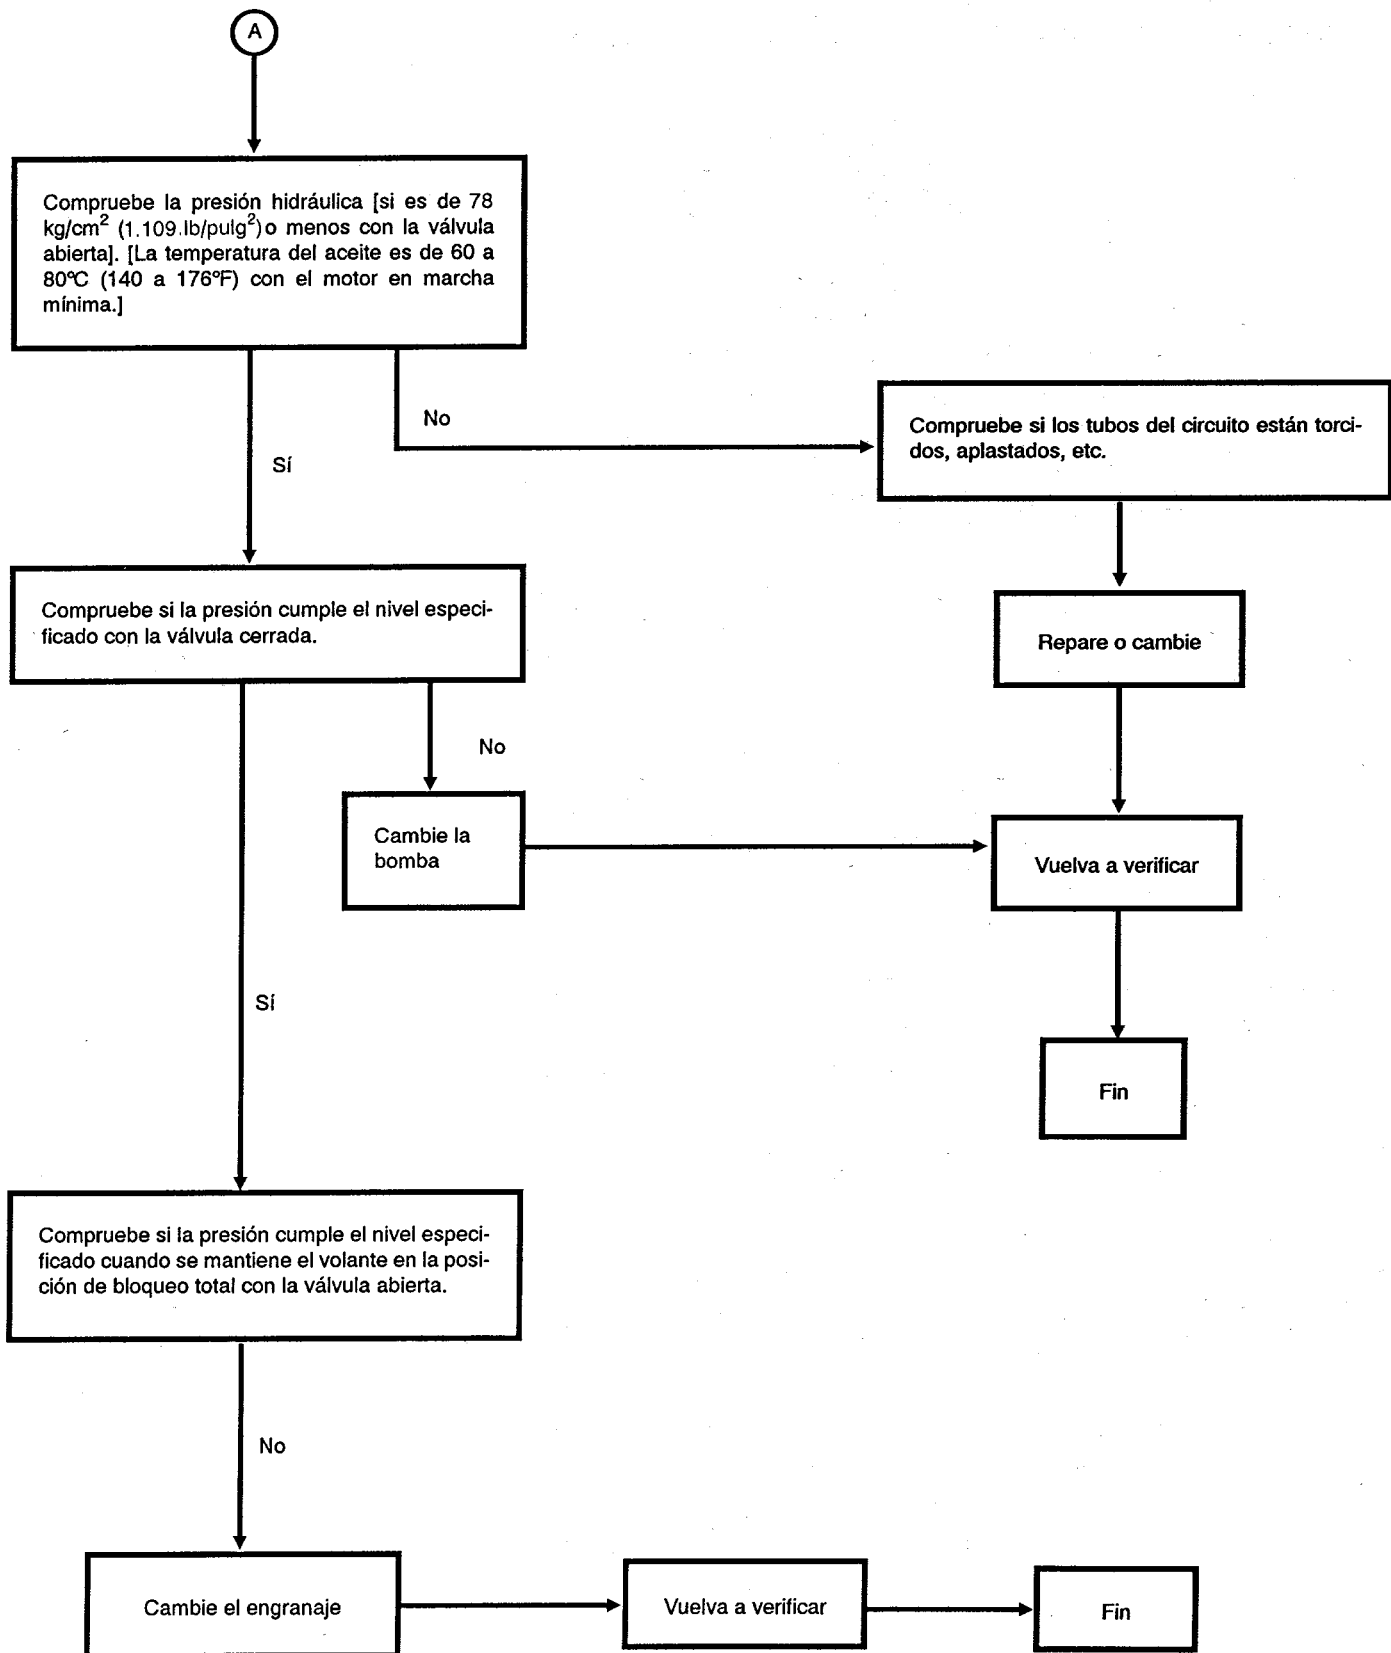 A
Compruebe la presión hidráulica [si es de 78
kg/cm² (1.109.lb/pulg²)o menos con la válvula
abierta]. [La temperatura del aceite es de 60 a
80ºC (140 a 176ºF) con el motor en marcha
mínima.]
No
Compruebe si los tubos del circuito están torci-
dos, aplastados, etc.
Sí
Compruebe si la presión cumple el nivel especi-
ficado con la válvula cerrada.
Repare o cambie
No
Cambie la
bomba
Vuelva a verificar
Sí
Fin
Compruebe si la presión cumple el nivel especi-
ficado cuando se mantiene el volante en la posi-
ción de bloqueo total con la válvula abierta.
No
Cambie el engranaje
Vuelva a verificar
Fin